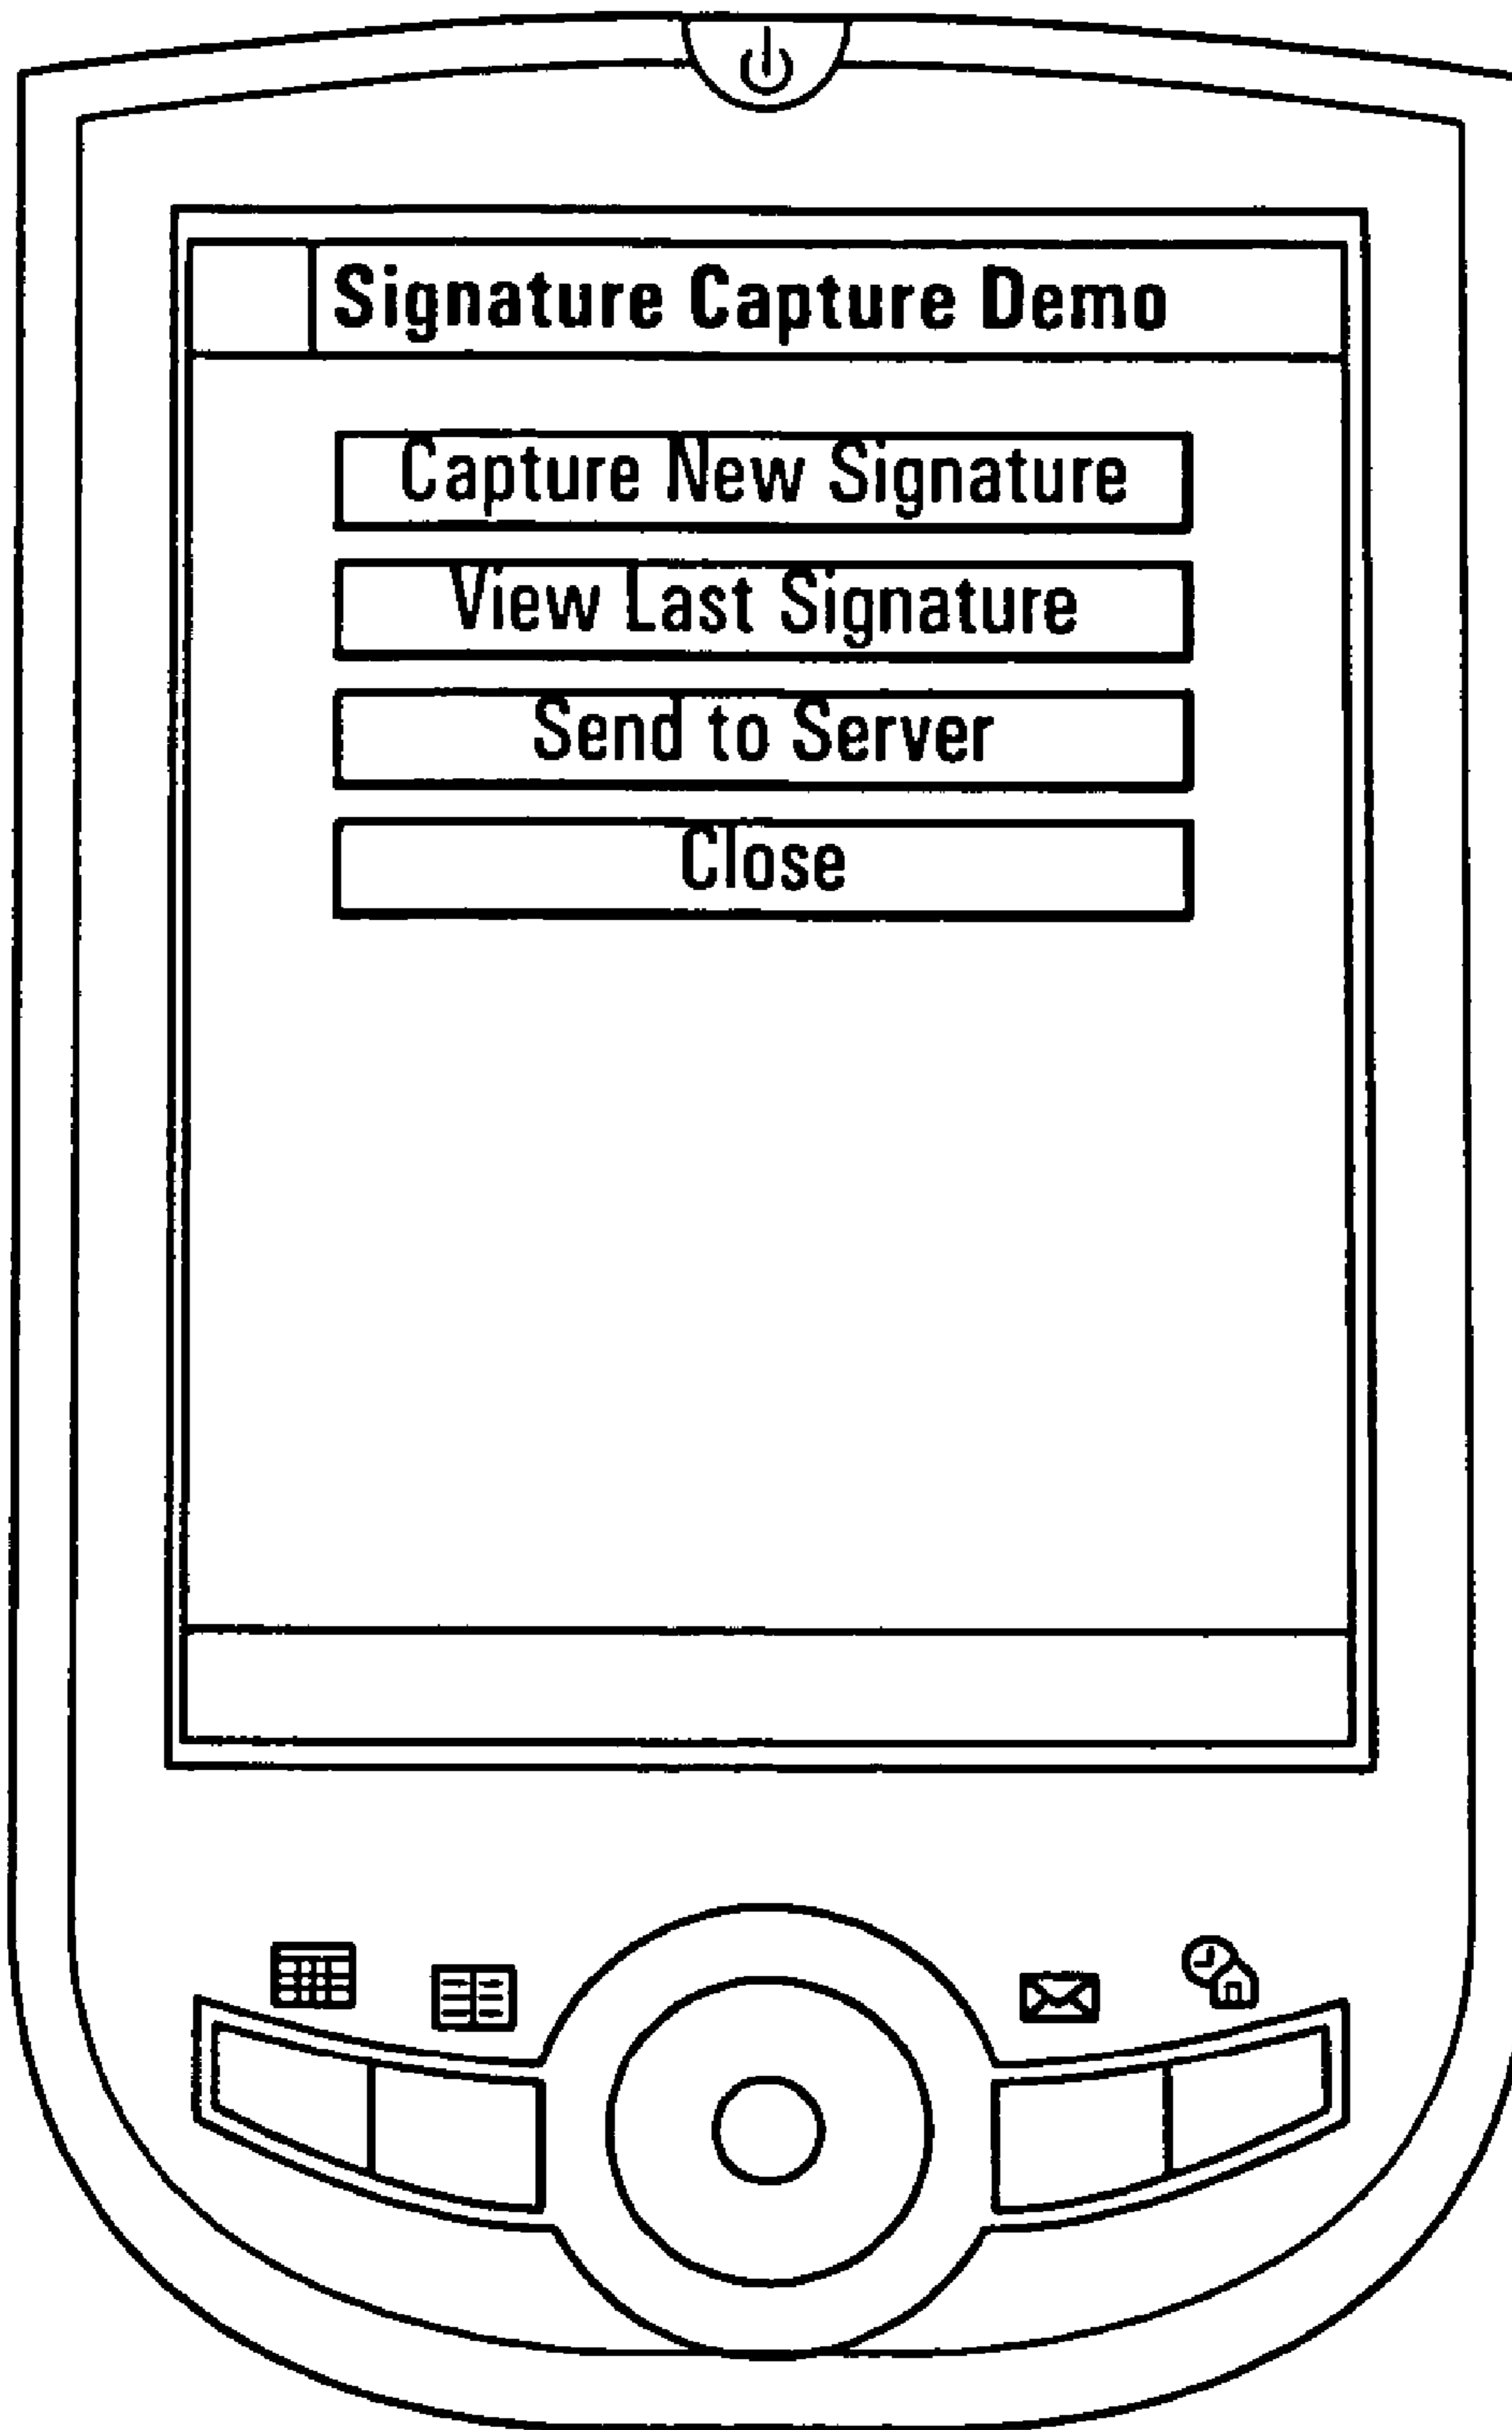 Signature Capture Demo
Capture New Signature
View Last Signature
Send to Server
Close